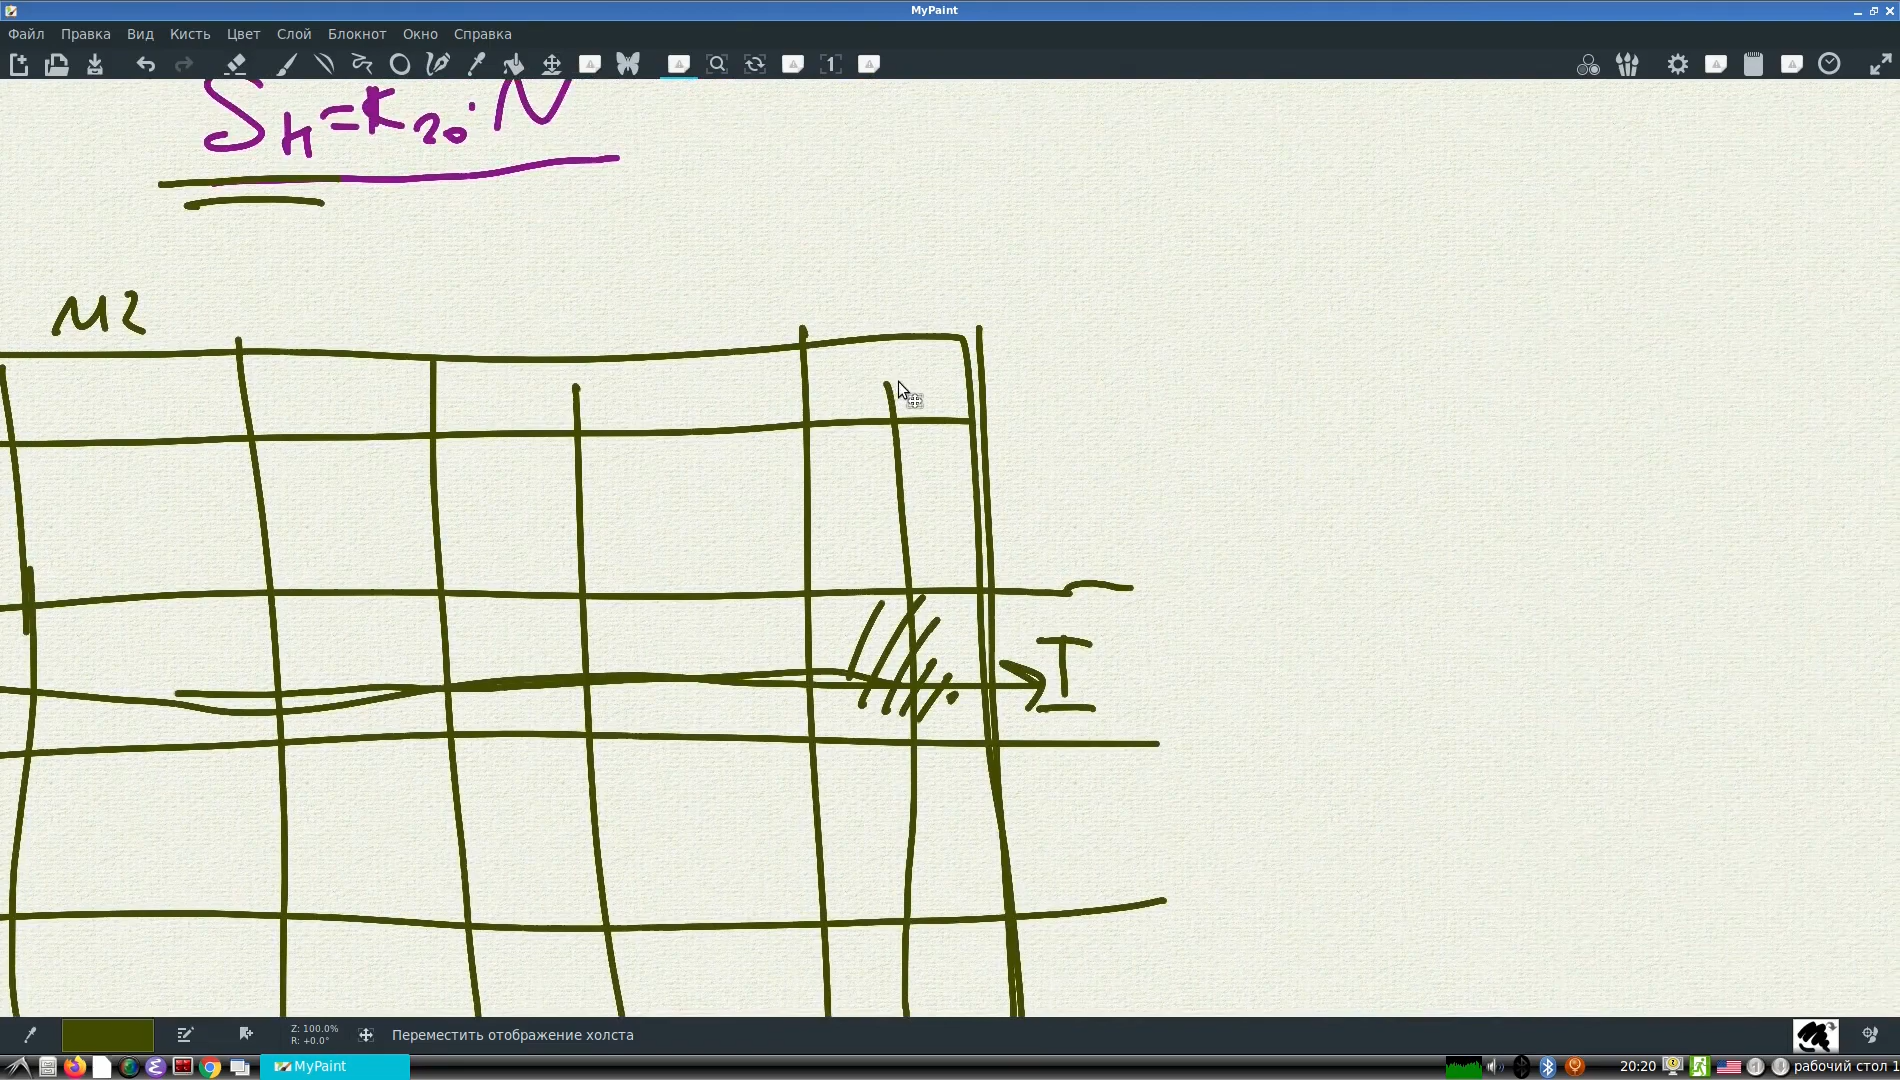 MyPaint
Файл Правка Вид Кисть Цвет Слой Блокнот Окно Справка
Sн=K20·N
M2
I
Z: 100.0%
R: +0.0°
Переместить отображение холста
MyPaint
20:20
рабочий стол 1